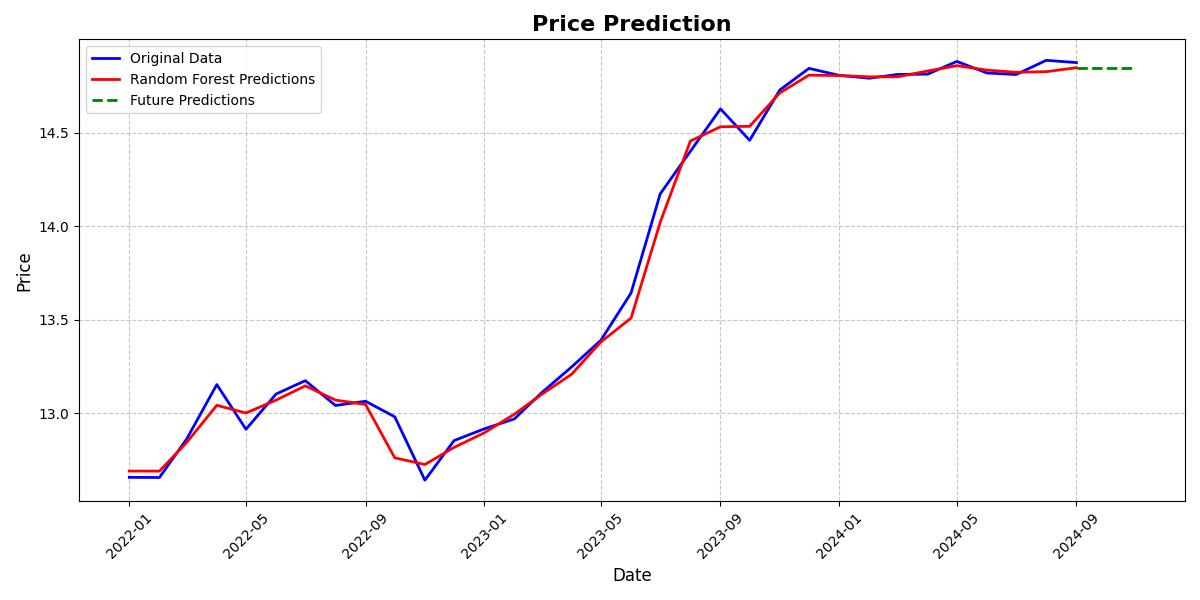 Price Prediction
Original Data
Random Forest Predictions
Future Predictions
Price
14.5
14.0
13.5
13.0
2022-01
2022-05
2022-09
2023-01
2023-05
2023-09
2024-01
2024-05
2024-09
Date